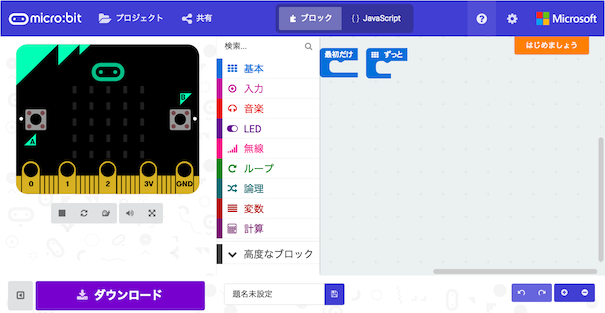 micro:bit
プロジェクト
共有
ブロック
{ } JavaScript
?
Microsoft
はじめましょう
検索...
基本
入力
音楽
LED
無線
ループ
論理
変数
計算
高度なブロック
最初だけ
ずっと
B
A
0 1 2 3V GND
ダウンロード
題名未設定